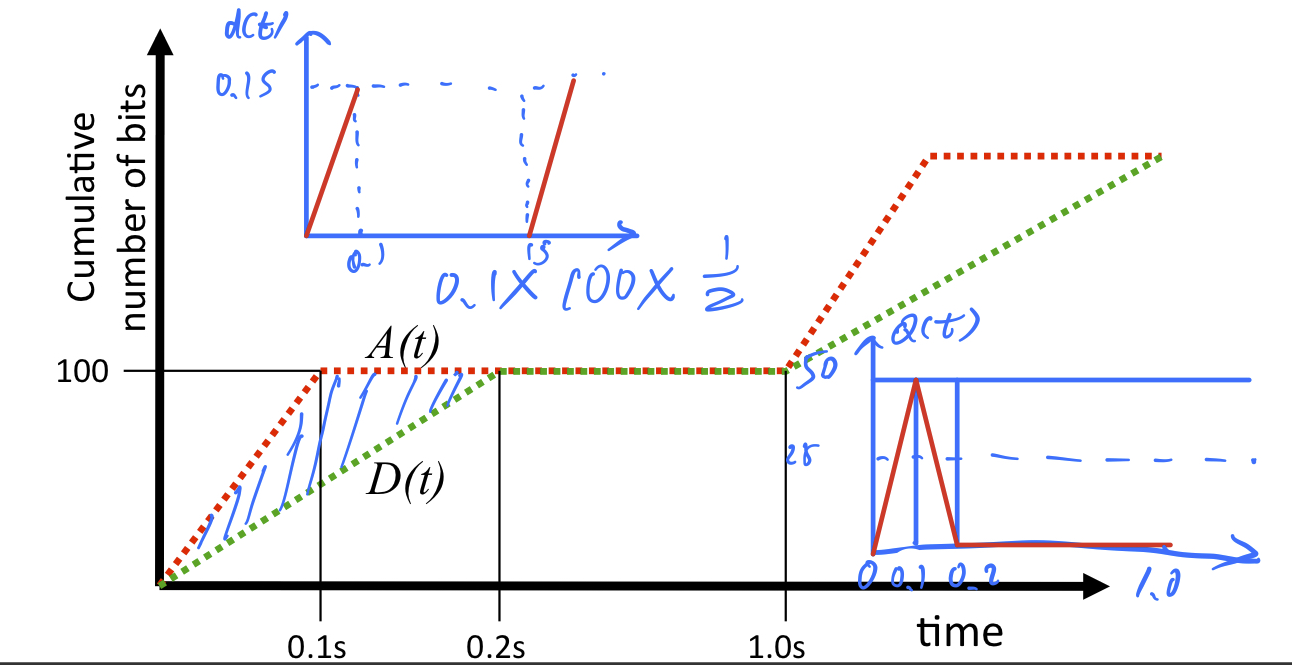 d(t)
0.15
0.1
15
0.1 X 100 X 1/2
Cumulative
number of bits
A(t)
100
D(t)
Q(t)
50
25
0 0.1 0.2 1.0
0.1s 0.2s 1.0s
time